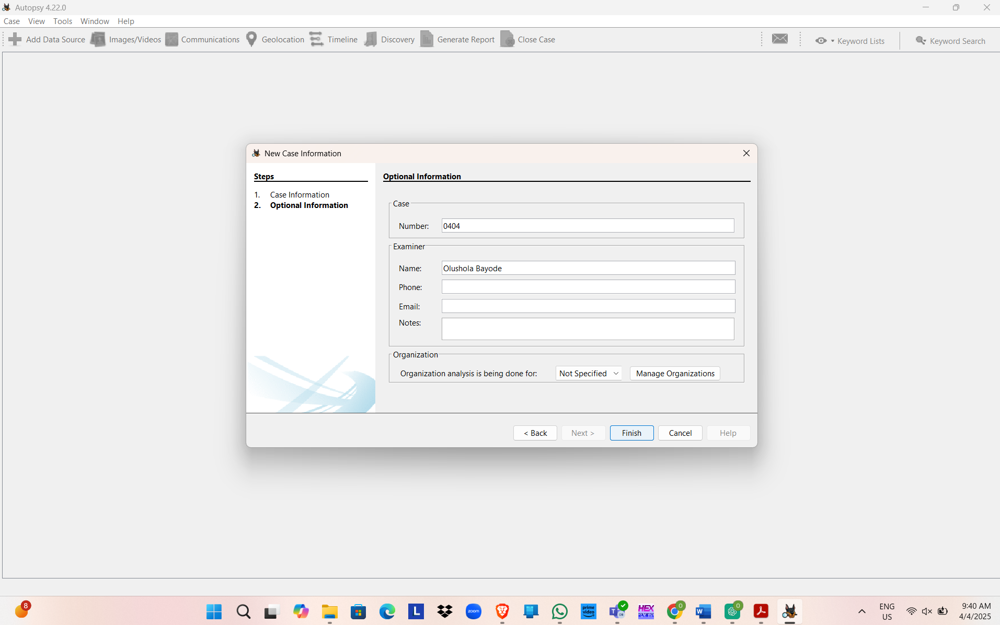 Autopsy 4.22.0
Case View Tools Window Help
Add Data Source Images/Videos Communications Geolocation Timeline Discovery Generate Report Close Case Keyword Lists Keyword Search
New Case Information
Steps
1. Case Information
2. Optional Information
Optional Information
Case
Number: 0404
Examiner
Name: Olushola Bayode
Phone:
Email:
Notes:
Organization
Organization analysis is being done for: Not Specified Manage Organizations
< Back Next > Finish Cancel Help
8
L
zoom
prime video
HEX
0
W
0
ENG
US
9:40 AM
4/4/2025